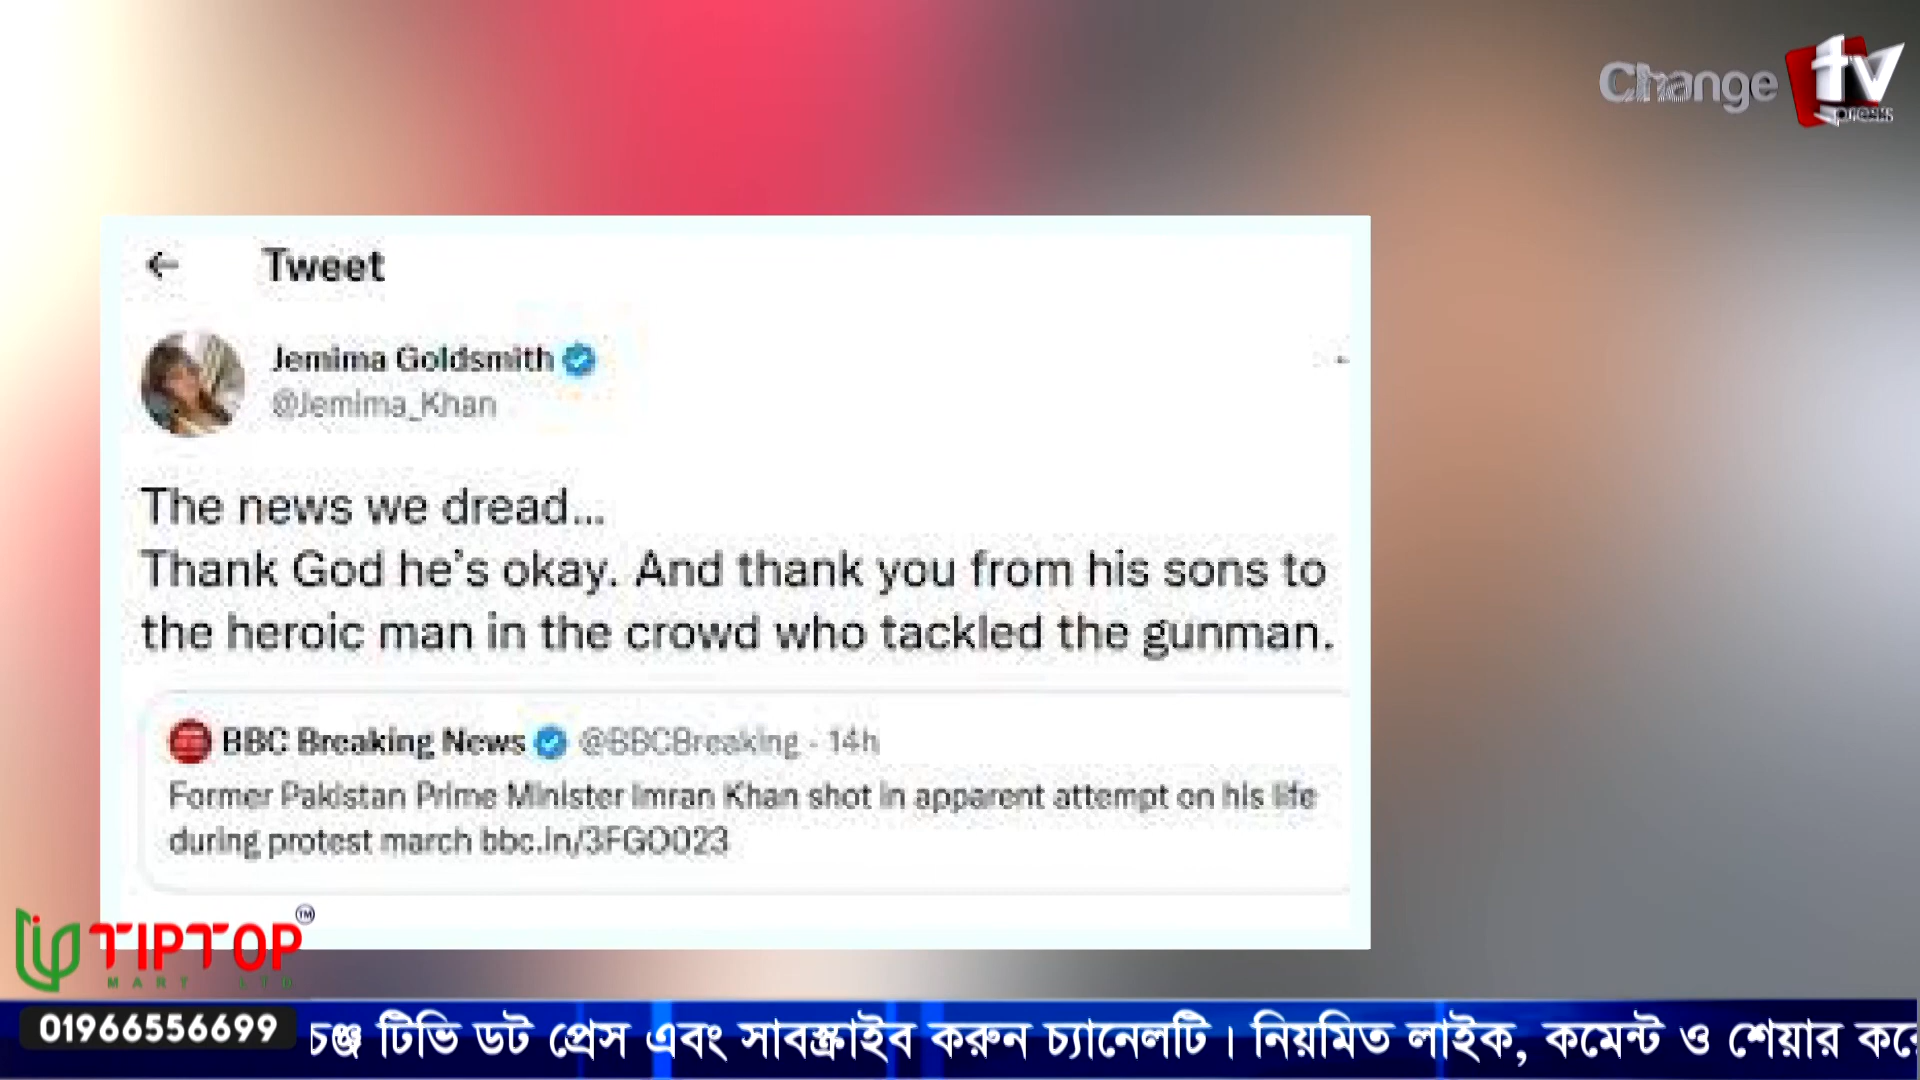 Change tv press
Tweet
Jemima Goldsmith
@Jemima_Khan
The news we dread...
Thank God he's okay. And thank you from his sons to
the heroic man in the crowd who tackled the gunman.
BBC Breaking News @BBCBreaking · 14h
Former Pakistan Prime Minister Imran Khan shot in apparent attempt on his life
during protest march bbc.in/3FGO023
TIPTOP TM
MART LTD
01966556699
টিভি ডট প্রেস এবং সাবস্ক্রাইব করুন চ্যানেলটি । নিয়মিত লাইক, কমেন্ট ও শেয়ার